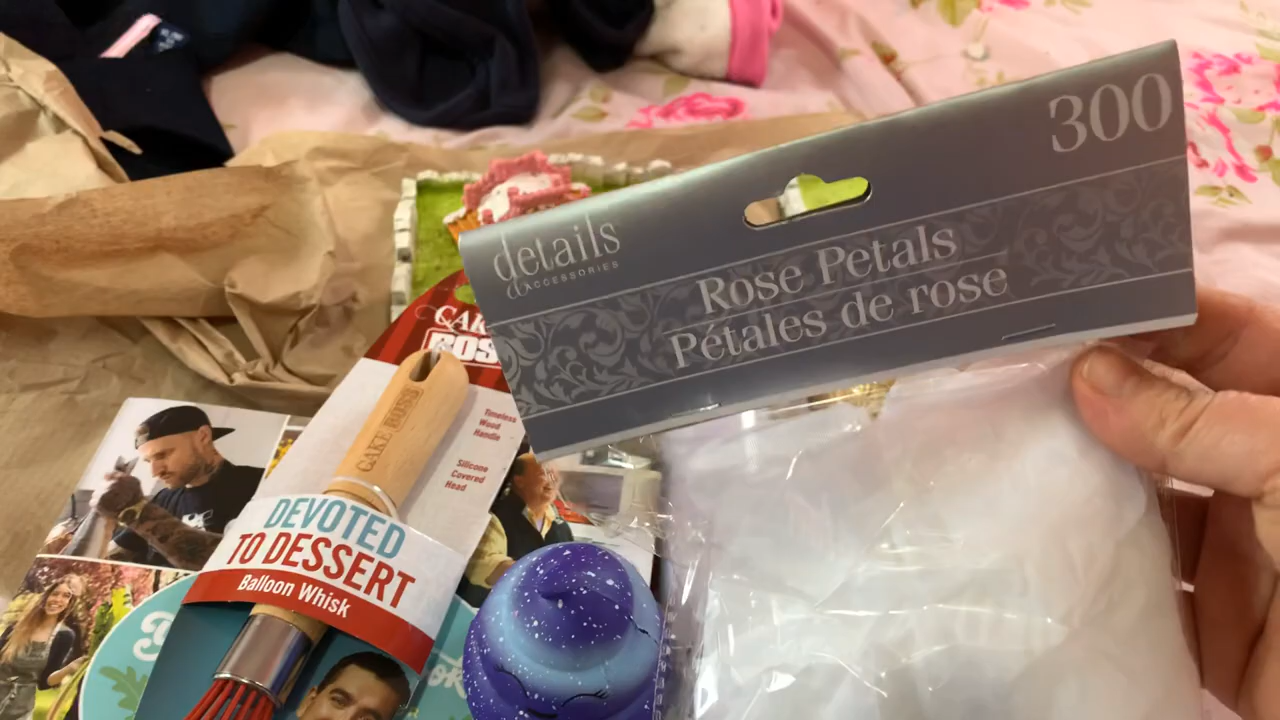 300
details
& ACCESSORIES
Rose Petals
Pétales de rose
CAKE
BOSS
Timeless
Wood
Handle
Silicone
Covered
Head
CAKE BOSS
DEVOTED
TO DESSERT
Balloon Whisk